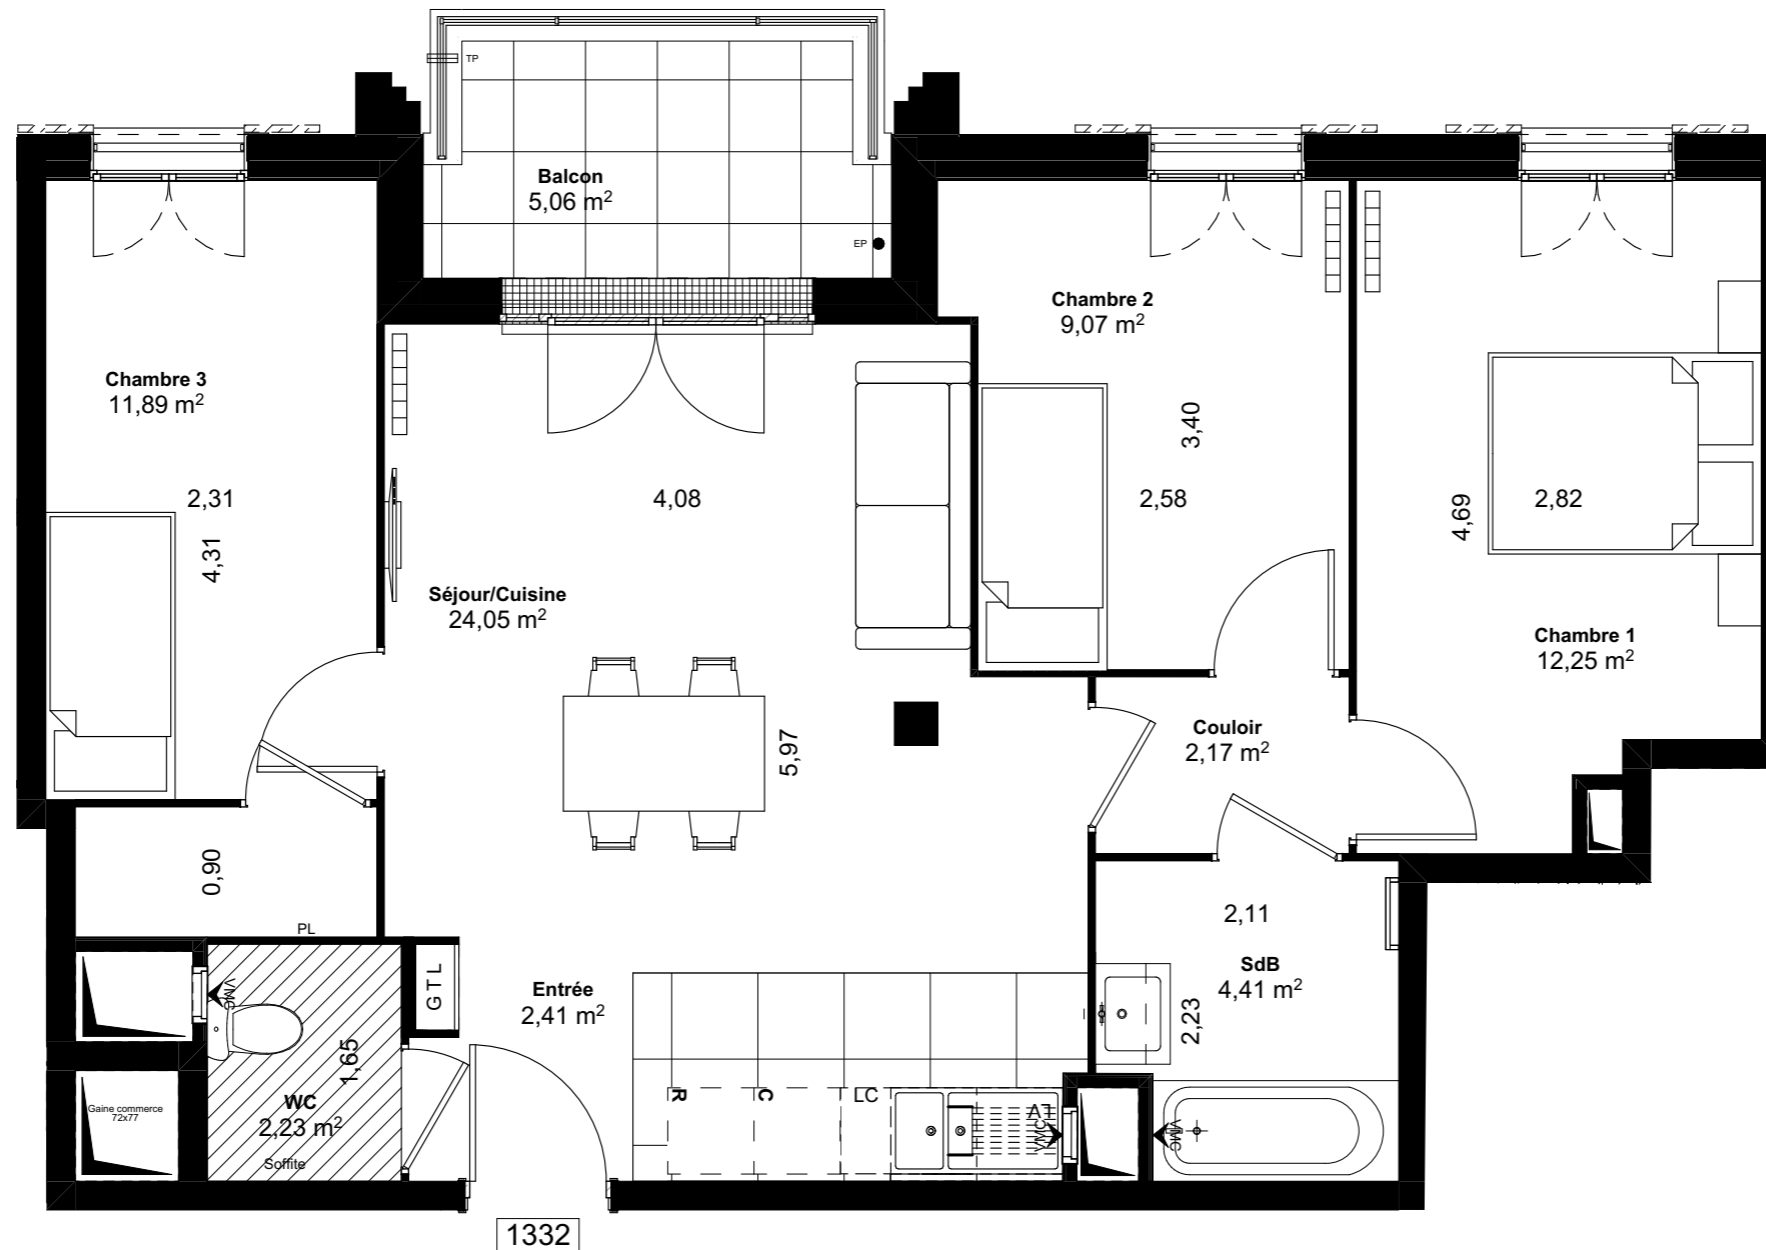 TP
Balcon
5,06 m²
EP
Chambre 2
9,07 m²
Chambre 3
11,89 m²
3,40
2,31
4,08
2,58
4,69
2,82
4,31
Séjour/Cuisine
24,05 m²
Chambre 1
12,25 m²
5,97
Couloir
2,17 m²
0,90
2,11
PL
SdB
4,41 m²
VMC
GTL
Entrée
2,41 m²
2,23
1,65
WC
2,23 m²
R
C
LC
LV
VMC
VMC
Gaine commerce
72x77
Soffite
1332